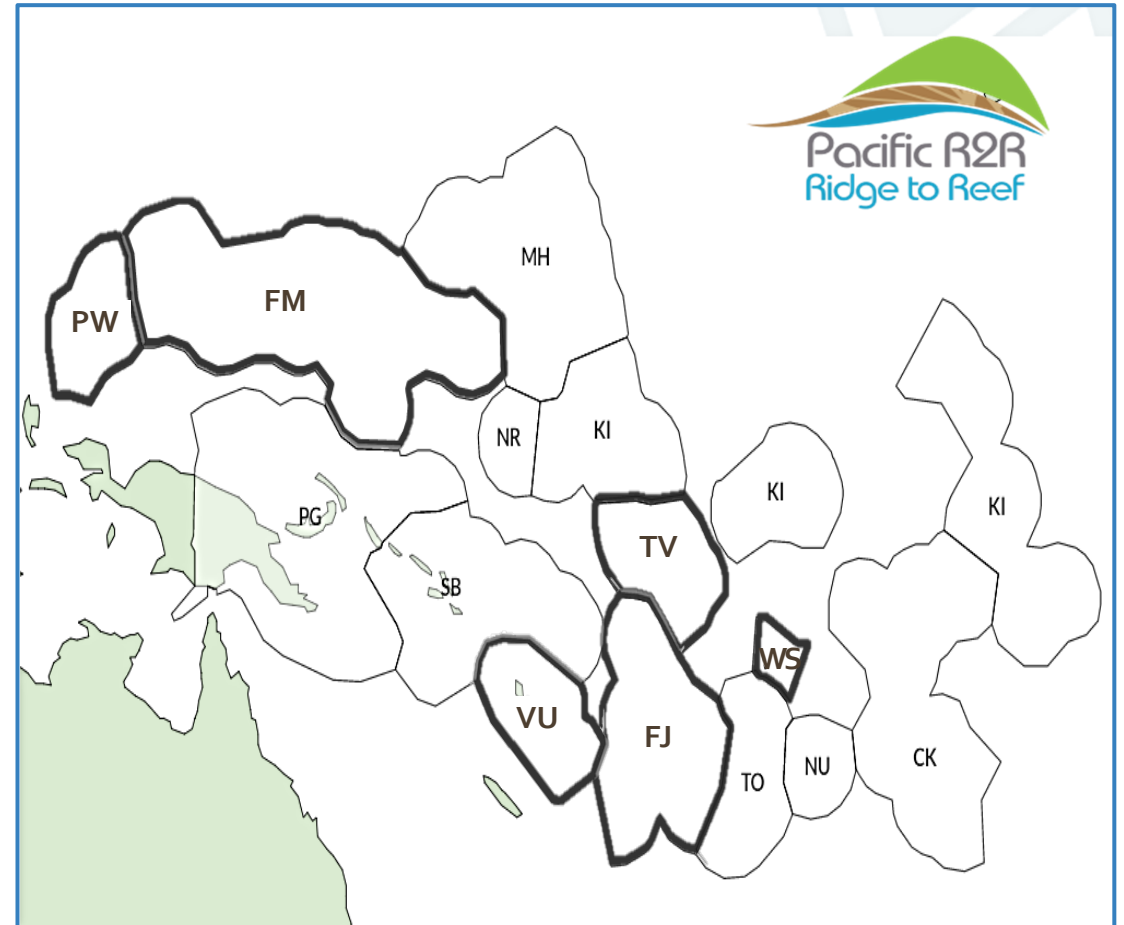 Pacific R2R
Ridge to Reef
MH
FM
PW
NR
KI
KI
KI
PG
TV
SB
WS
VU
FJ
TO
NU
CK